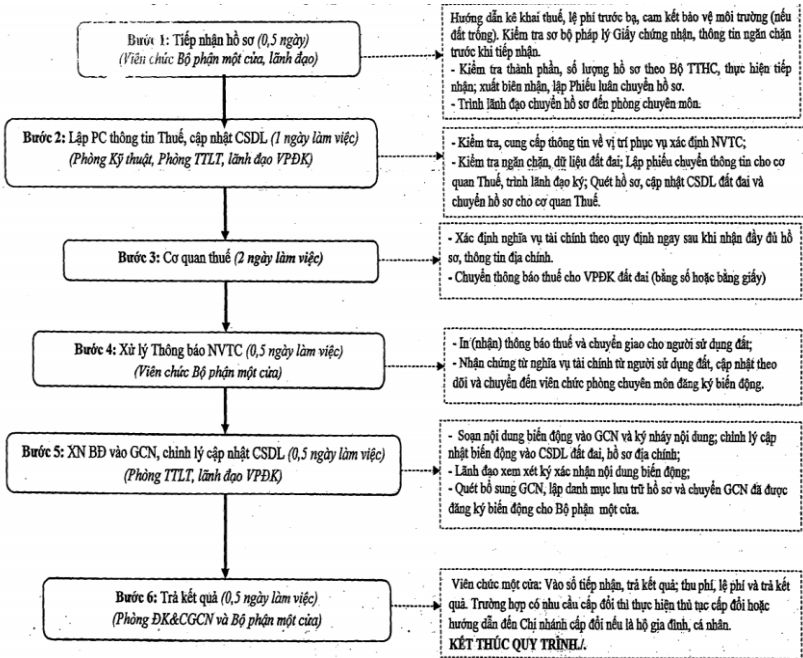 Bước 1: Tiếp nhận hồ sơ (0,5 ngày)
(Viên chức Bộ phận một cửa, lãnh đạo)
Hướng dẫn kê khai thuế, lệ phí trước bạ, cam kết bảo vệ môi trường (nếu
đất trống). Kiểm tra sơ bộ pháp lý Giấy chứng nhận, thông tin ngăn chặn
trước khi tiếp nhận.
- Kiểm tra thành phần, số lượng hồ sơ theo Bộ TTHC, thực hiện tiếp
nhận; xuất biên nhận, lập Phiếu luân chuyển hồ sơ.
- Trình lãnh đạo chuyển hồ sơ đến phòng chuyên môn.
Bước 2: Lập PC thông tin Thuế, cập nhật CSDL (1 ngày làm việc)
(Phòng Kỹ thuật, Phòng TTLT, lãnh đạo VPĐK)
- Kiểm tra, cung cấp thông tin về vị trí phục vụ xác định NVTC;
- Kiểm tra ngăn chặn, dữ liệu đất đai; Lập phiếu chuyển thông tin cho cơ
quan Thuế, trình lãnh đạo ký; Quét hồ sơ, cập nhật CSDL đất đai và
chuyển hồ sơ cho cơ quan Thuế.
Bước 3: Cơ quan thuế (2 ngày làm việc)
- Xác định nghĩa vụ tài chính theo quy định ngay sau khi nhận đầy đủ hồ
sơ, thông tin địa chính.
- Chuyển thông báo thuế cho VPĐK đất đai (bằng số hoặc bằng giấy)
Bước 4: Xử lý Thông báo NVTC (0,5 ngày làm việc)
(Viên chức Bộ phận một cửa)
- In (nhận) thông báo thuế và chuyển giao cho người sử dụng đất;
- Nhận chứng từ nghĩa vụ tài chính từ người sử dụng đất, cập nhật theo
dõi và chuyển đến viên chức phòng chuyên môn đăng ký biến động.
Bước 5: XN BĐ vào GCN, chỉnh lý cập nhật CSDL (0,5 ngày làm việc)
(Phòng TTLT, lãnh đạo VPĐK)
- Soạn nội dung biến động vào GCN và ký nháy nội dung; chỉnh lý cập
nhật biến động vào CSDL đất đai, hồ sơ địa chính;
- Lãnh đạo xem xét ký xác nhận nội dung biến động;
- Quét bổ sung GCN, lập danh mục lưu trữ hồ sơ và chuyển GCN đã được
đăng ký biến động cho Bộ phận một cửa.
Bước 6: Trả kết quả (0,5 ngày làm việc)
(Phòng ĐK&CGCN và Bộ phận một cửa)
Viên chức một cửa: Vào sổ tiếp nhận, trả kết quả; thu phí, lệ phí và trả kết
quả. Trường hợp có nhu cầu cấp đổi thì thực hiện thủ tục cấp đổi hoặc
hướng dẫn đến Chi nhánh cấp đổi nếu là hộ gia đình, cá nhân.
KẾT THÚC QUY TRÌNH./.